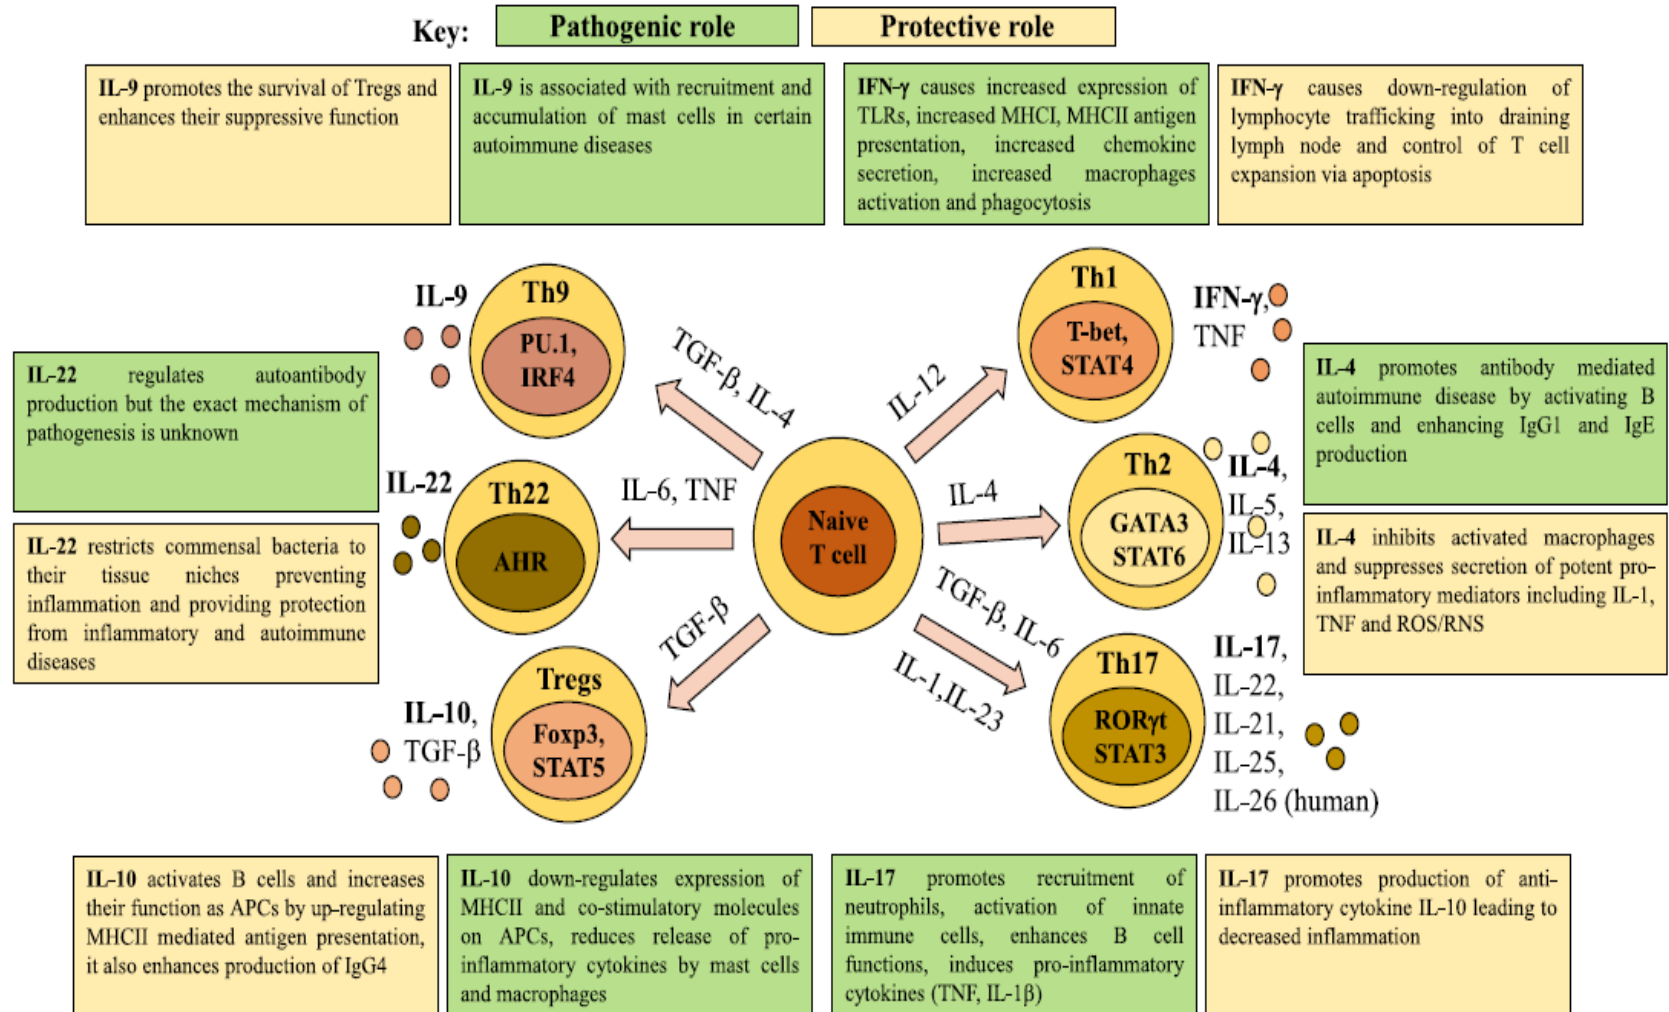 Key:
Pathogenic role
Protective role
IL-9 promotes the survival of Tregs and
enhances their suppressive function
IL-9 is associated with recruitment and
accumulation of mast cells in certain
autoimmune diseases
IFN-γ causes increased expression of
TLRs, increased MHCI, MHCII antigen
presentation, increased chemokine
secretion, increased macrophages
activation and phagocytosis
IFN-γ causes down-regulation of
lymphocyte trafficking into draining
lymph node and control of T cell
expansion via apoptosis
IL-9
Th9
PU.1,
IRF4
TGF-β, IL-4
IL-12
Th1
T-bet,
STAT4
IFN-γ,
TNF
IL-22 regulates autoantibody
production but the exact mechanism of
pathogenesis is unknown
IL-4 promotes antibody mediated
autoimmune disease by activating B
cells and enhancing IgG1 and IgE
production
IL-22
Th22
AHR
IL-6, TNF
Naive
T cell
IL-4
Th2
GATA3
STAT6
IL-4,
IL-5,
IL-13
IL-22 restricts commensal bacteria to
their tissue niches preventing
inflammation and providing protection
from inflammatory and autoimmune
diseases
IL-4 inhibits activated macrophages
and suppresses secretion of potent pro-
inflammatory mediators including IL-1,
TNF and ROS/RNS
IL-10,
TGF-β
Tregs
Foxp3,
STAT5
TGF-β
TGF-β, IL-6
IL-1,IL-23
Th17
RORγt
STAT3
IL-17,
IL-22,
IL-21,
IL-25,
IL-26 (human)
IL-10 activates B cells and increases
their function as APCs by up-regulating
MHCII mediated antigen presentation,
it also enhances production of IgG4
IL-10 down-regulates expression of
MHCII and co-stimulatory molecules
on APCs, reduces release of pro-
inflammatory cytokines by mast cells
and macrophages
IL-17 promotes recruitment of
neutrophils, activation of innate
immune cells, enhances B cell
functions, induces pro-inflammatory
cytokines (TNF, IL-1β)
IL-17 promotes production of anti-
inflammatory cytokine IL-10 leading to
decreased inflammation